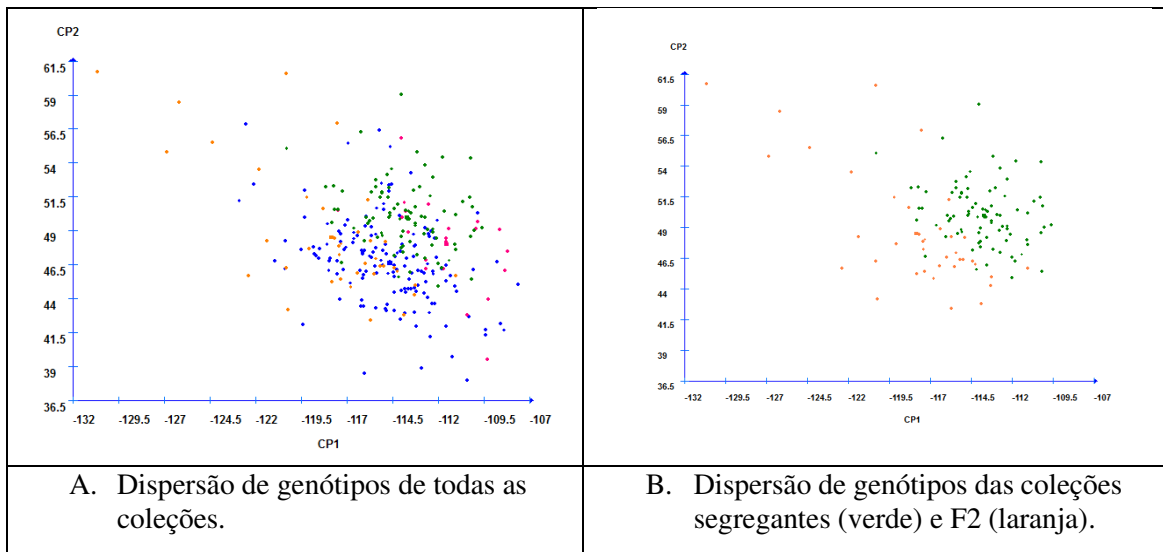 CP2
61.5
59
56.5
54
51.5
49
46.5
44
41.5
39
36.5
-132 -129.5 -127 -124.5 -122 -119.5 -117 -114.5 -112 -109.5 -107
CP1
A. Dispersão de genótipos de todas as
coleções.
CP2
61.5
59
56.5
54
51.5
49
46.5
44
41.5
39
36.5
-132 -129.5 -127 -124.5 -122 -119.5 -117 -114.5 -112 -109.5 -107
CP1
B. Dispersão de genótipos das coleções
segregantes (verde) e F2 (laranja).